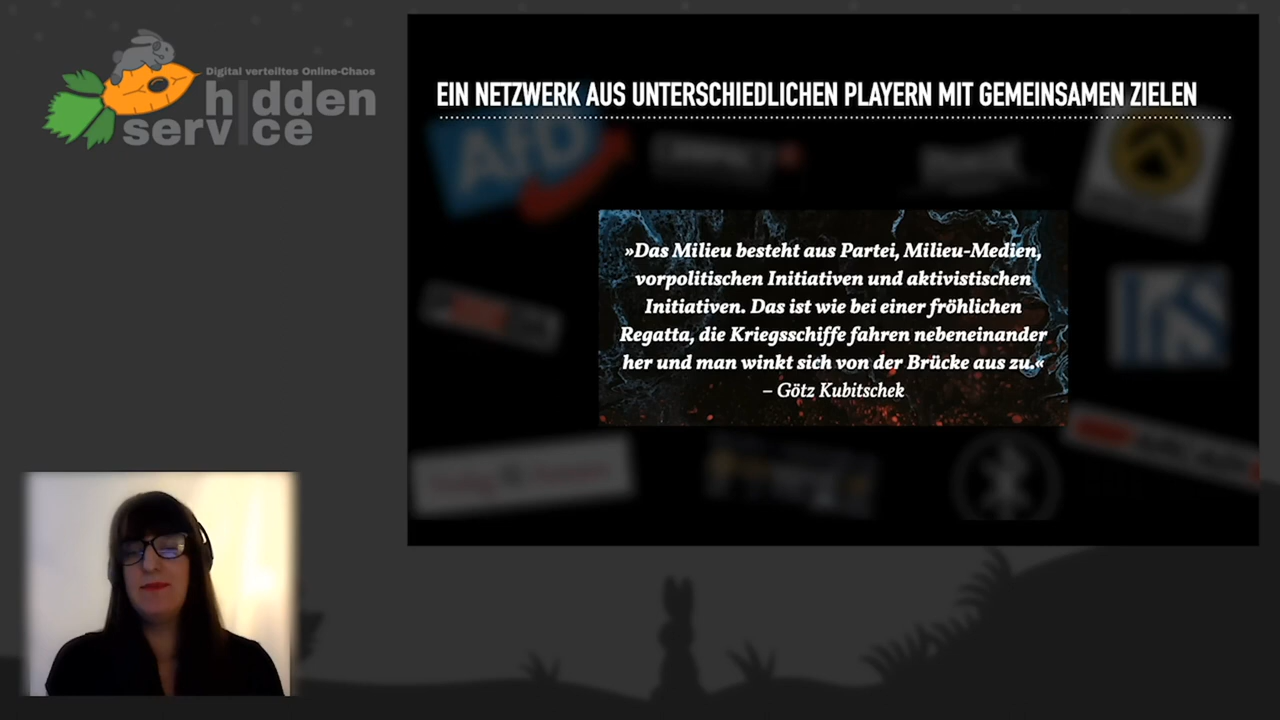 Digital verteiltes Online-Chaos
hidden
service
EIN NETZWERK AUS UNTERSCHIEDLICHEN PLAYERN MIT GEMEINSAMEN ZIELEN
AfD
»Das Milieu besteht aus Partei, Milieu-Medien,
vorpolitischen Initiativen und aktivistischen
Initiativen. Das ist wie bei einer fröhlichen
Regatta, die Kriegsschiffe fahren nebeneinander
her und man winkt sich von der Brücke aus zu.«
– Götz Kubitschek